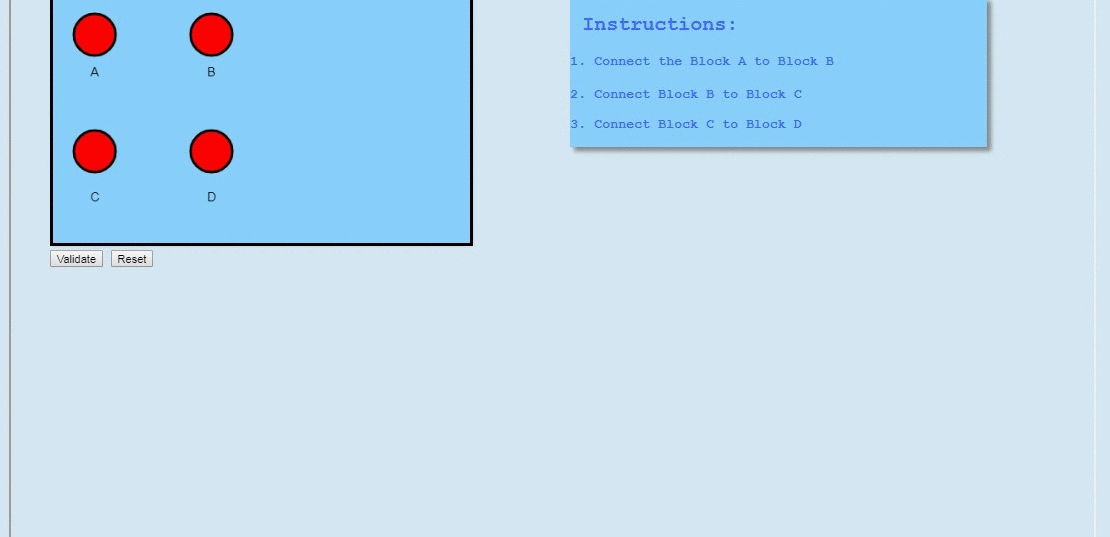 A B
C D
Validate Reset
Instructions:
1. Connect the Block A to Block B
2. Connect Block B to Block C
3. Connect Block C to Block D